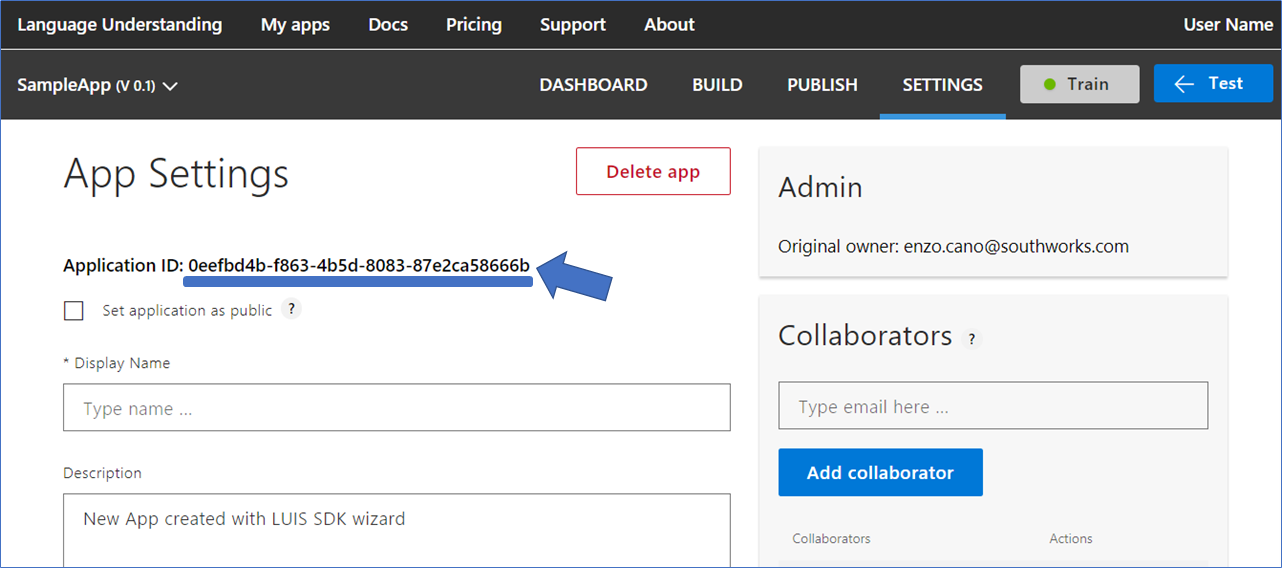 Language Understanding My apps Docs Pricing Support About User Name
SampleApp (V 0.1) DASHBOARD BUILD PUBLISH SETTINGS Train Test
App Settings
Delete app
Application ID: 0eefbd4b-f863-4b5d-8083-87e2ca58666b
Set application as public ?
* Display Name
Type name ...
Description
New App created with LUIS SDK wizard
Admin
Original owner: enzo.cano@southworks.com
Collaborators ?
Type email here ...
Add collaborator
Collaborators Actions